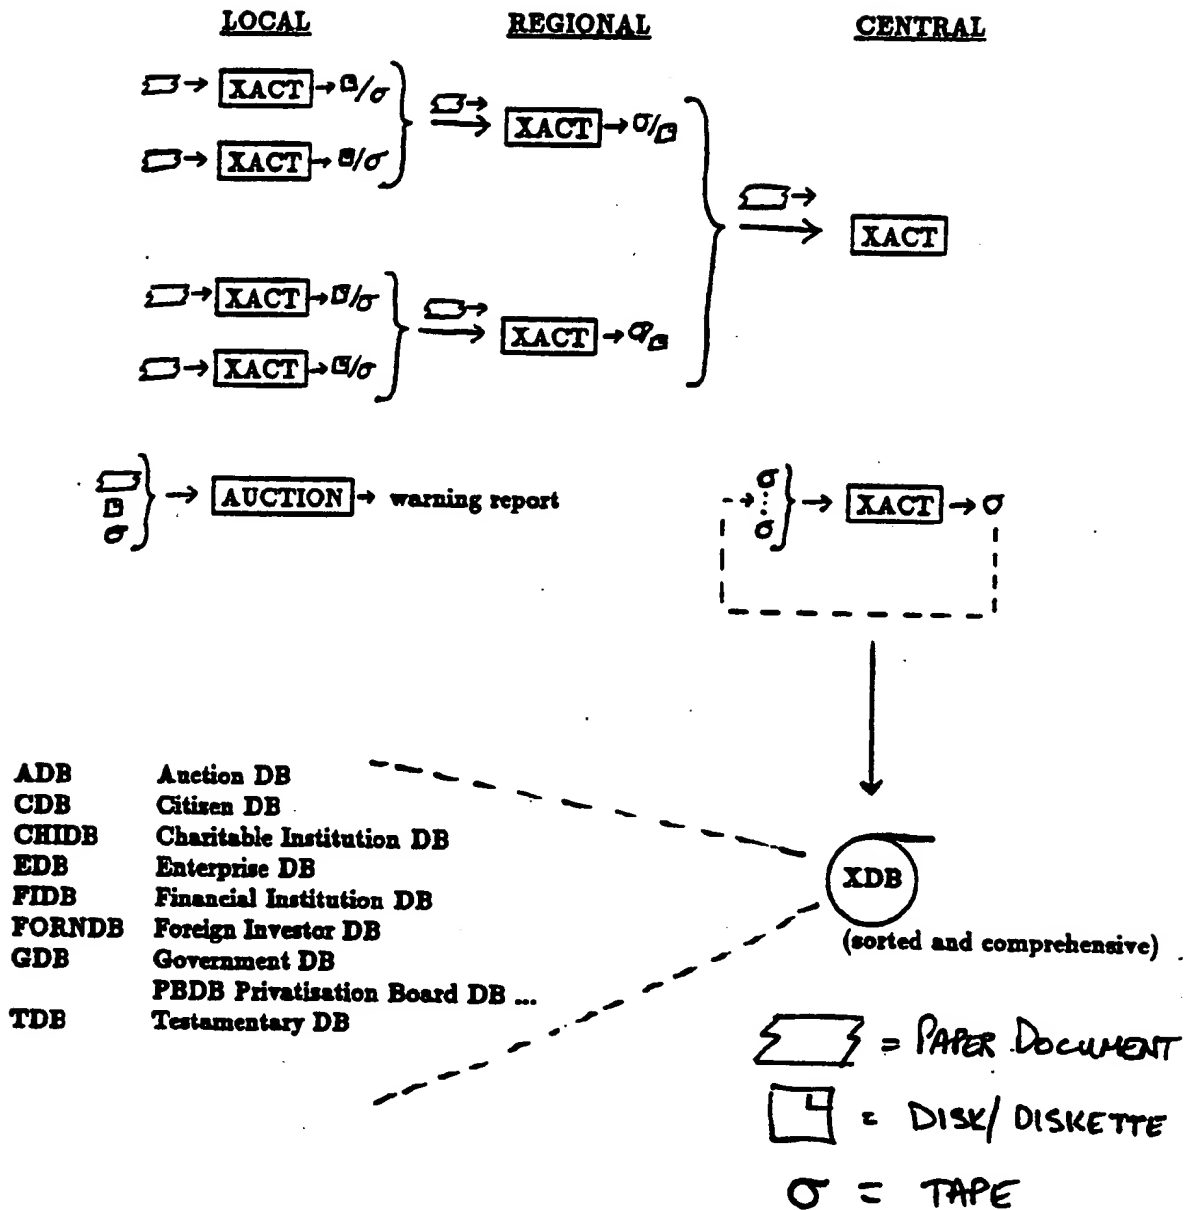 LOCAL REGIONAL CENTRAL
XACT → /σ
XACT → σ/
XACT → /σ
XACT
XACT → /σ
XACT → σ/
XACT → /σ
AUCTION → warning report
σ
σ
XACT → σ
σ
ADB Auction DB
CDB Citizen DB
CHIDB Charitable Institution DB
EDB Enterprise DB
FIDB Financial Institution DB
XDB
FORNDB Foreign Investor DB
(sorted and comprehensive)
GDB Government DB
PBDB Privatisation Board DB ...
TDB Testamentary DB
= PAPER DOCUMENT
= DISK/DISKETTE
σ = TAPE